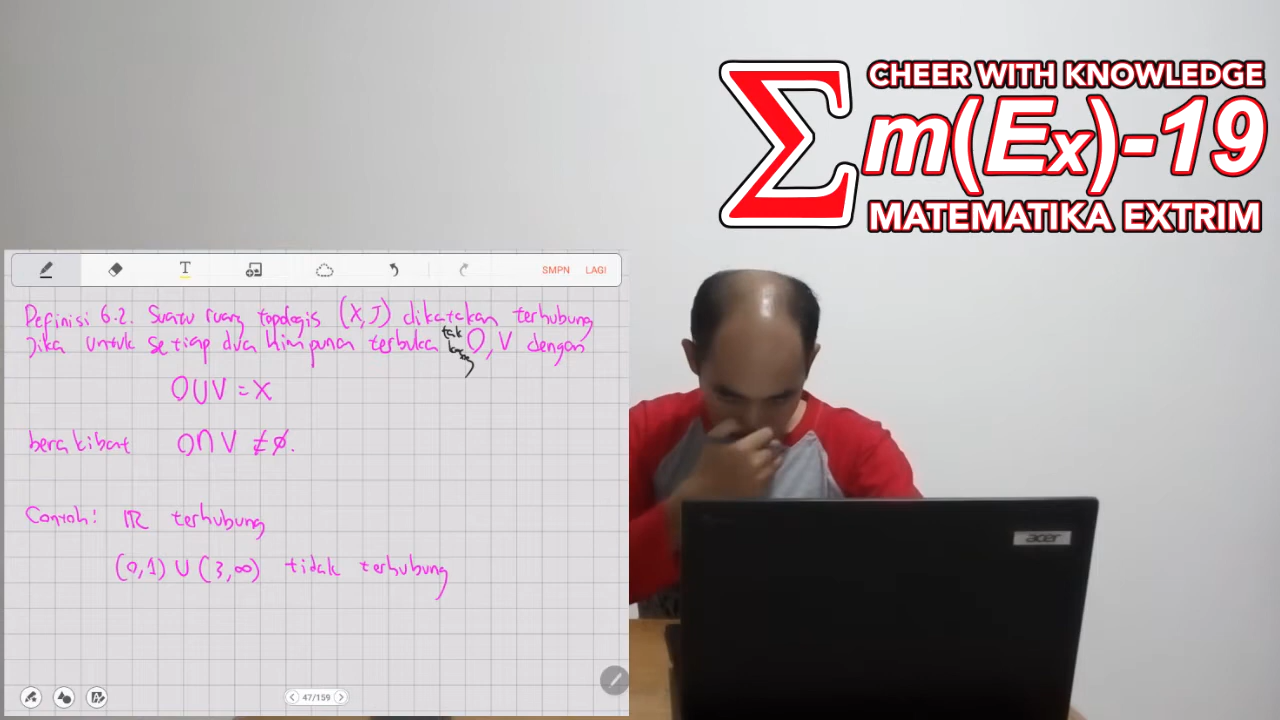 CHEER WITH KNOWLEDGE
Σ m(Ex)-19
MATEMATIKA EXTRIM
SMPN LAGI
Definisi 6.2. Suatu ruang topologis (X,J) dikatakan terhubung
Jika untuk setiap dua himpunan terbuka tak kosong O, V dengan
O∪V = X
berakibat O∩V ≠ ∅.
Contoh: ℝ terhubung
(0,1) ∪ (3,∞) tidak terhubung
47/159
acer